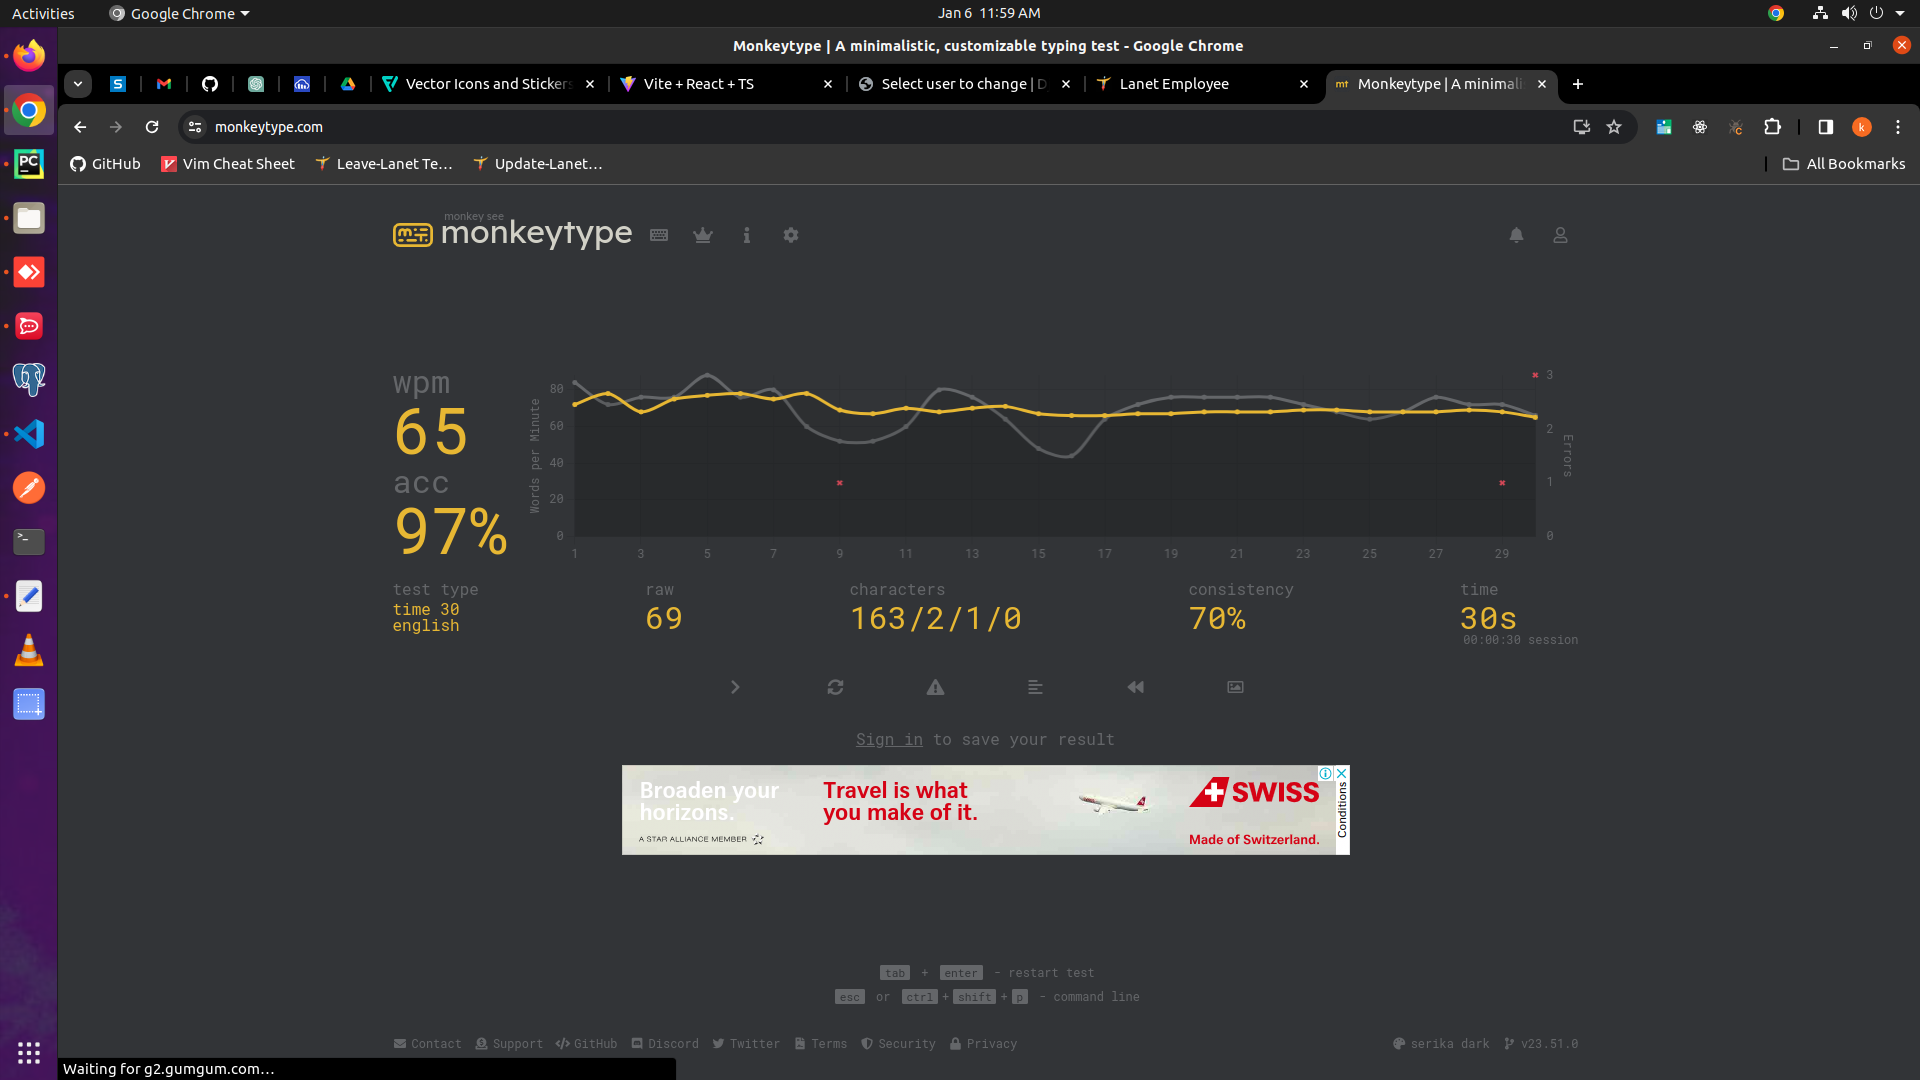 Activities
Google Chrome
Jan 6 11:59 AM
Monkeytype | A minimalistic, customizable typing test - Google Chrome
Vector Icons and Stickers
Vite + React + TS
Select user to change | D
Lanet Employee
mt Monkeytype | A minimali
monkeytype.com
k
GitHub
Vim Cheat Sheet
Leave-Lanet Te…
Update-Lanet…
All Bookmarks
PC
monkey see
monkeytype
wpm
65
acc
97%
Words per Minute
80
60
40
20
0
3
2
1
0
Errors
1 3 5 7 9 11 13 15 17 19 21 23 25 27 29
test type
time 30
english
raw
69
characters
163/2/1/0
consistency
70%
time
30s
00:00:30 session
Sign in to save your result
Broaden your
horizons.
A STAR ALLIANCE MEMBER
Travel is what
you make of it.
SWISS
Made of Switzerland.
Conditions
tab + enter - restart test
esc or ctrl + shift + p - command line
Contact Support GitHub Discord Twitter Terms Security Privacy
serika dark v23.51.0
Waiting for g2.gumgum.com…